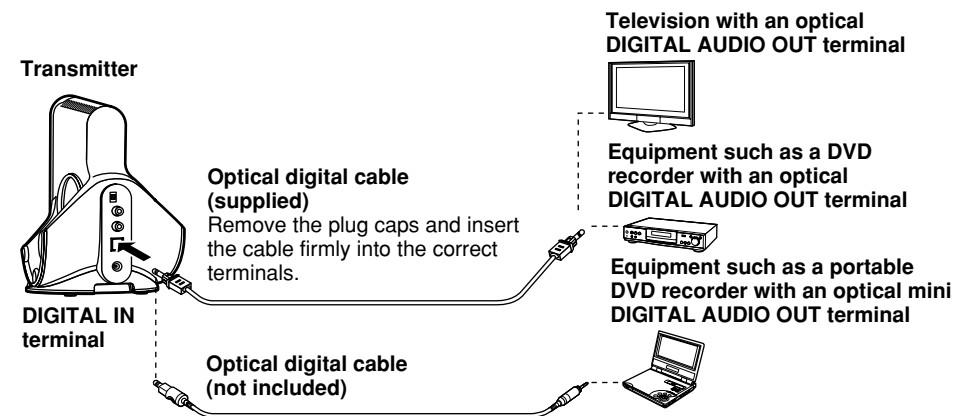 Television with an optical
DIGITAL AUDIO OUT terminal
Transmitter
Equipment such as a DVD
recorder with an optical
DIGITAL AUDIO OUT terminal
Optical digital cable
(supplied)
Remove the plug caps and insert
the cable firmly into the correct
terminals.
Equipment such as a portable
DVD recorder with an optical mini
DIGITAL AUDIO OUT terminal
DIGITAL IN
terminal
Optical digital cable
(not included)